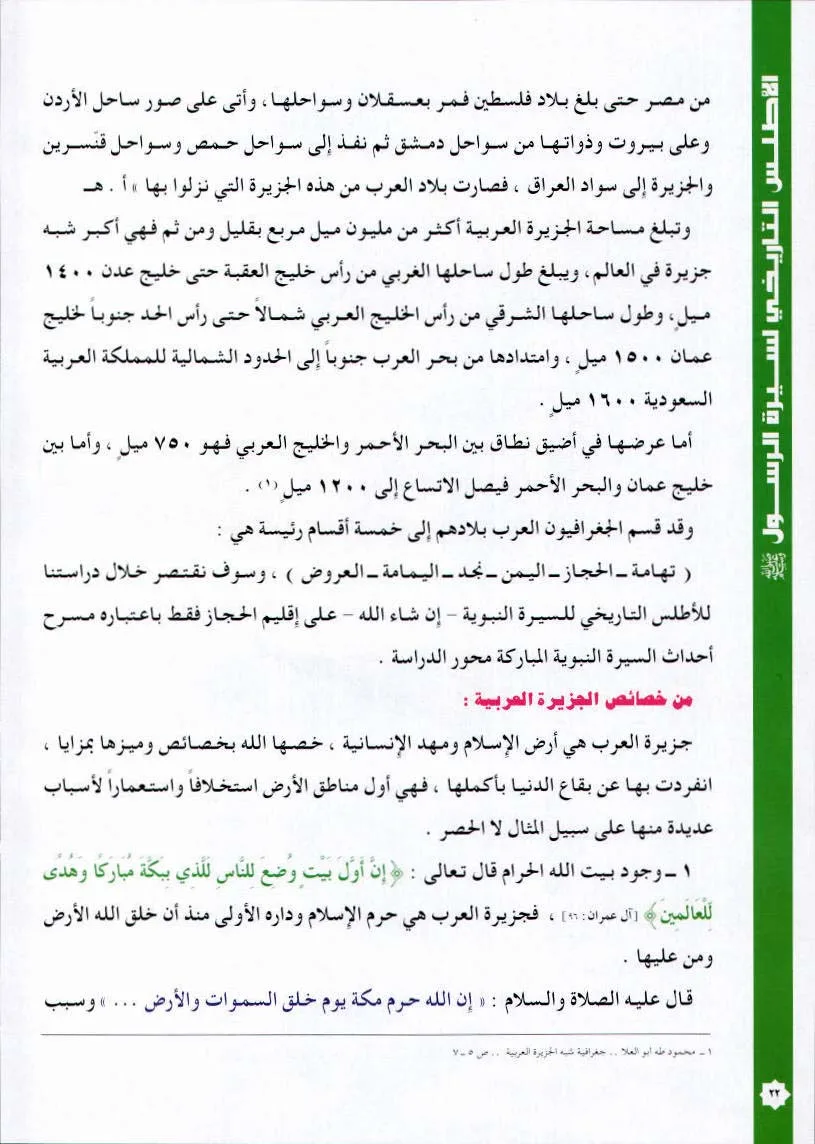 من مصر حتى بلغ بلاد فلسطين فمر بعسقلان وسواحلها، وأتى على صور ساحل الأردن
وعلى بيروت وذواتها من سواحل دمشق ثم نفذ إلى سواحل حمص وسواحل قنّسرين
والجزيرة إلى سواد العراق ، فصارت بلاد العرب من هذه الجزيرة التي نزلوا بها » أ . هـ
وتبلغ مساحة الجزيرة العربية أكثر من مليون ميل مربع بقليل ومن ثم فهي أكبر شبه
جزيرة في العالم، ويبلغ طول ساحلها الغربي من رأس خليج العقبة حتى خليج عدن ١٤٠٠
ميلٍ، وطول ساحلها الشرقي من رأس الخليج العربي شمالاً حتى رأس الحد جنوباً لخليج
عمان ١٥٠٠ ميلٍ ، وامتدادها من بحر العرب جنوباً إلى الحدود الشمالية للمملكة العربية
السعودية ١٦٠٠ ميلٍ .
أما عرضها في أضيق نطاق بين البحر الأحمر والخليج العربي فهو ٧٥٠ ميلٍ ، وأما بين
خليج عمان والبحر الأحمر فيصل الاتساع إلى ١٢٠٠ ميلٍ (١) .
وقد قسم الجغرافيون العرب بلادهم إلى خمسة أقسام رئيسة هي :
( تهامة ـ الحجاز ـ اليمن ـ نجد ـ اليمامة ـ العروض ) ، وسوف نقتصر خلال دراستنا
للأطلس التاريخي للسيرة النبوية - إن شاء الله - على إقليم الحجاز فقط باعتباره مسرح
أحداث السيرة النبوية المباركة محور الدراسة .
من خصائص الجزيرة العربية :
جزيرة العرب هي أرض الإسلام ومهد الإنسانية ، خصها الله بخصائص وميزها بمزايا ،
انفردت بها عن بقاع الدنيا بأكملها ، فهي أول مناطق الأرض استخلافاً واستعماراً لأسباب
عديدة منها على سبيل المثال لا الحصر .
١ ـ وجود بيت الله الحرام قال تعالى : ﴿ إِنَّ أَوَّلَ بَيْتٍ وُضِعَ لِلنَّاسِ لَلَّذِي بِبَكَّةَ مُبَارَكًا وَهُدًى
لِّلْعَالَمِينَ ﴾ [آل عمران: ٩٦] ، فجزيرة العرب هي حرم الإسلام وداره الأولى منذ أن خلق الله الأرض
ومن عليها .
قال عليه الصلاة والسلام : « إن الله حرم مكة يوم خلق السموات والأرض ... » وسبب
١ ـ محمود طه أبو العلا .. جغرافية شبه الجزيرة العربية .. ص ٥ ـ ٧
الأطلس التاريخي لسيرة الرسول ﷺ
٢٢